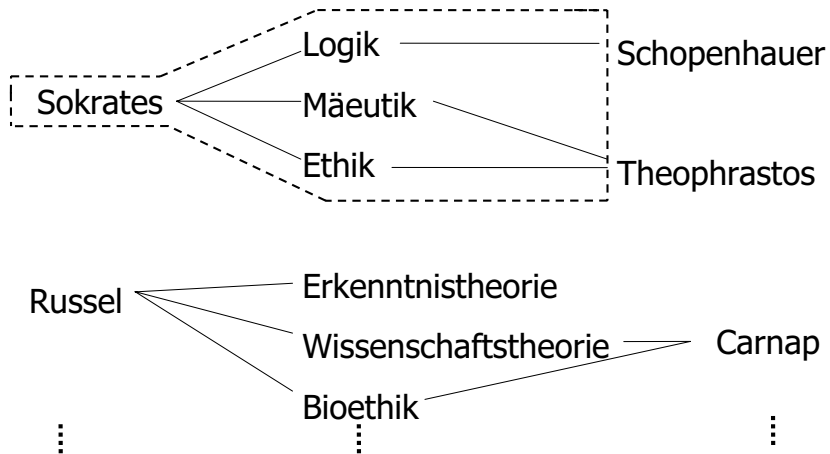 Logik
Schopenhauer
Sokrates
Mäeutik
Ethik
Theophrastos
Erkenntnistheorie
Russel
Wissenschaftstheorie
Carnap
Bioethik